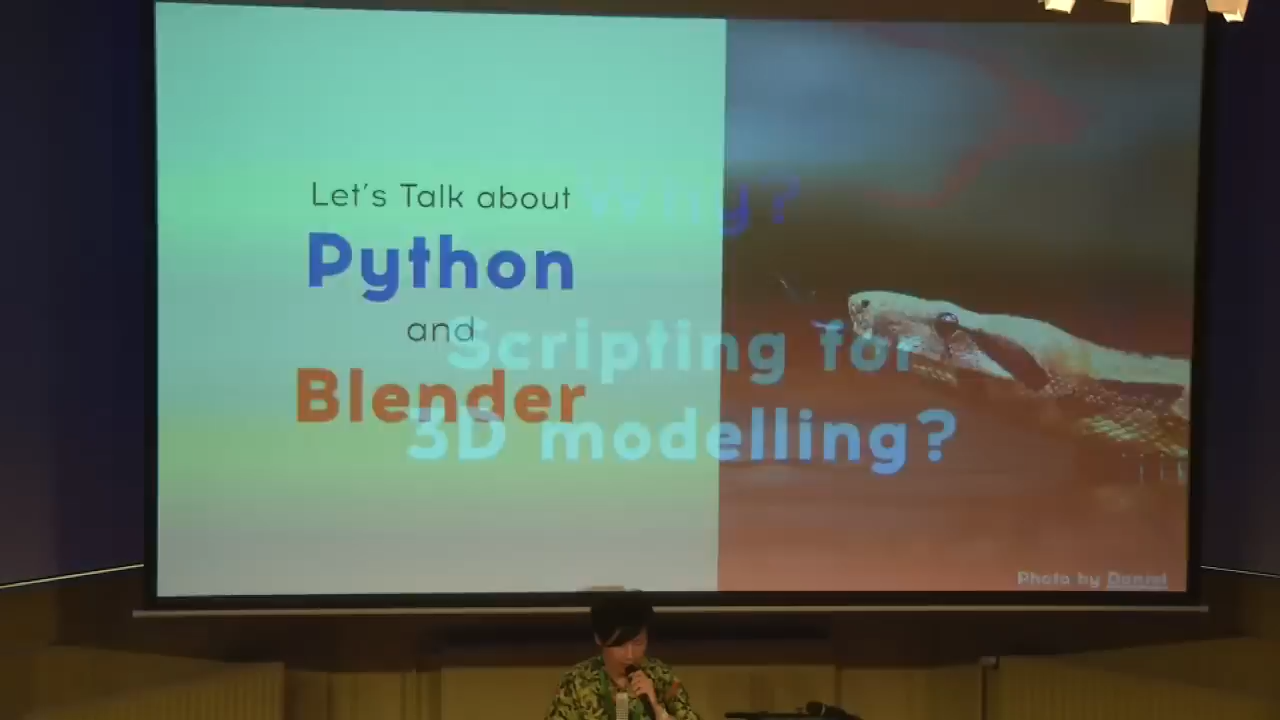 Let's Talk about
Python
and
Blender
Why?
Scripting for
3D modelling?
Photo by Daniel